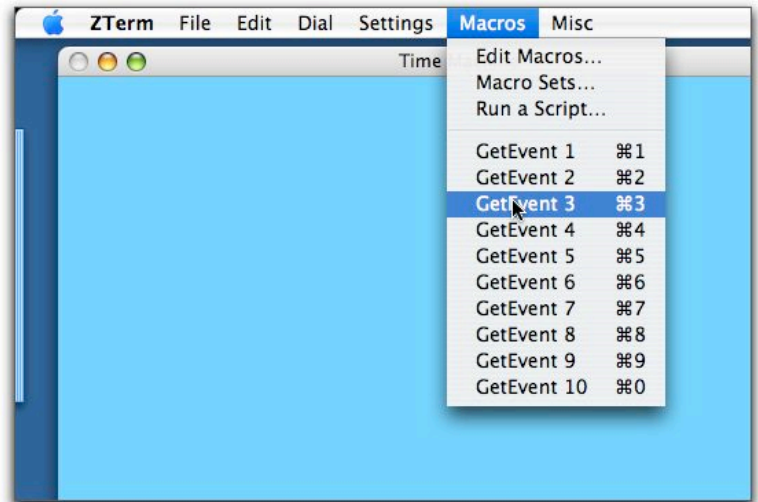 ZTerm File Edit Dial Settings Macros Misc
Time
Edit Macros...
Macro Sets...
Run a Script...
GetEvent 1 ⌘1
GetEvent 2 ⌘2
GetEvent 3 ⌘3
GetEvent 4 ⌘4
GetEvent 5 ⌘5
GetEvent 6 ⌘6
GetEvent 7 ⌘7
GetEvent 8 ⌘8
GetEvent 9 ⌘9
GetEvent 10 ⌘0